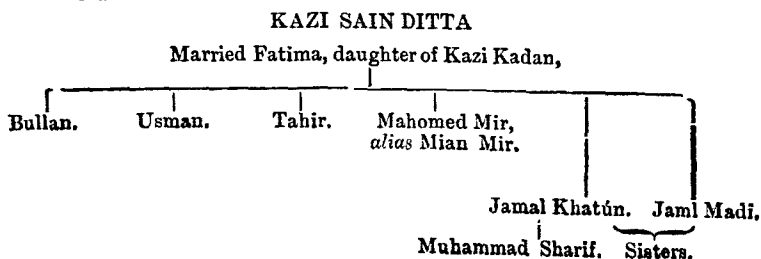 KAZI SAIN DITTA
Married Fatima, daughter of Kazi Kadan,
Bullan. Usman. Tahir. Mahomed Mir,
alias Mian Mir.
Jamal Khatún. Jaml Madi.
Muhammad Sharif. Sisters.